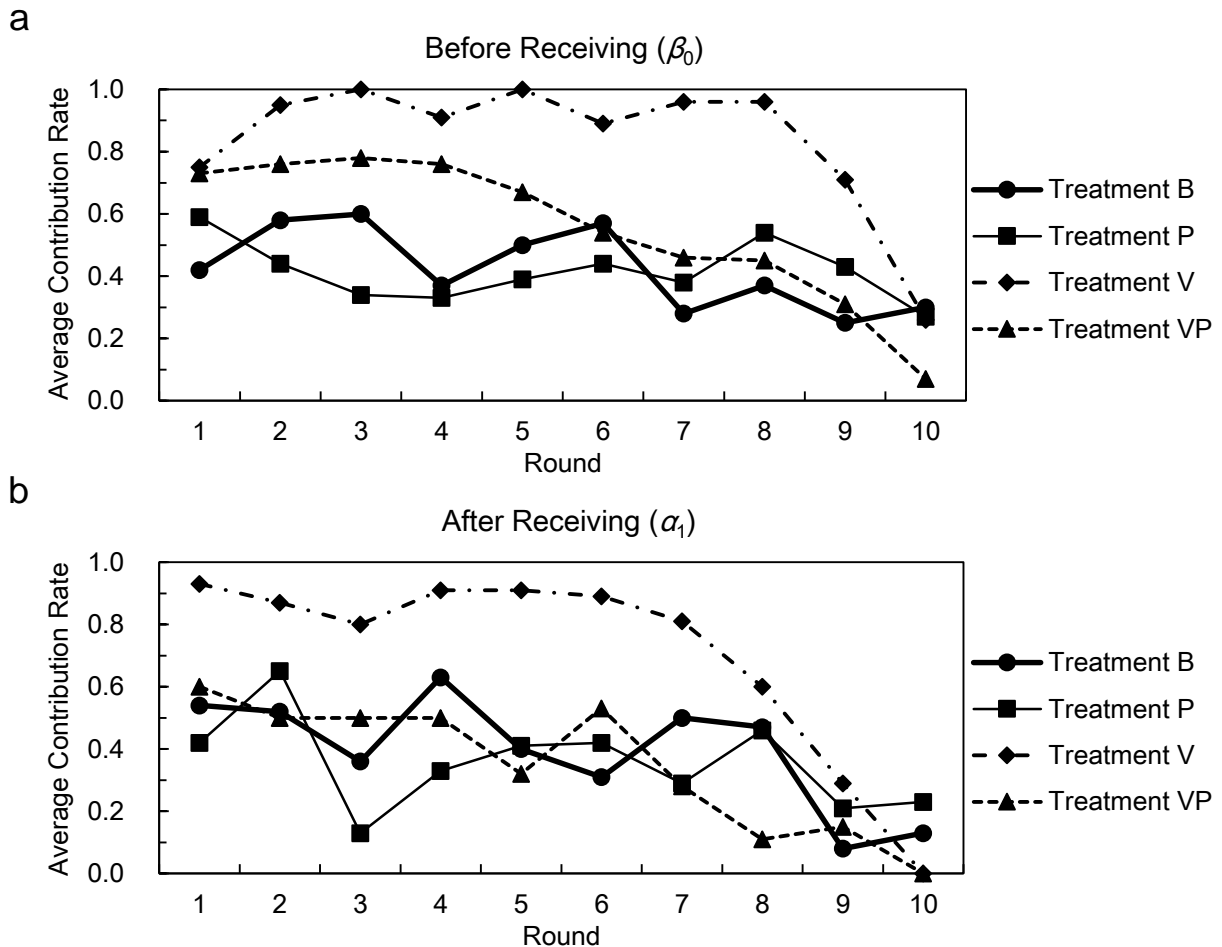 a
Before Receiving (β0)
Average Contribution Rate
1.0
0.8
0.6
0.4
0.2
0.0
1 2 3 4 5 6 7 8 9 10
Round
Treatment B
Treatment P
Treatment V
Treatment VP
b
After Receiving (α1)
Average Contribution Rate
1.0
0.8
0.6
0.4
0.2
0.0
1 2 3 4 5 6 7 8 9 10
Round
Treatment B
Treatment P
Treatment V
Treatment VP